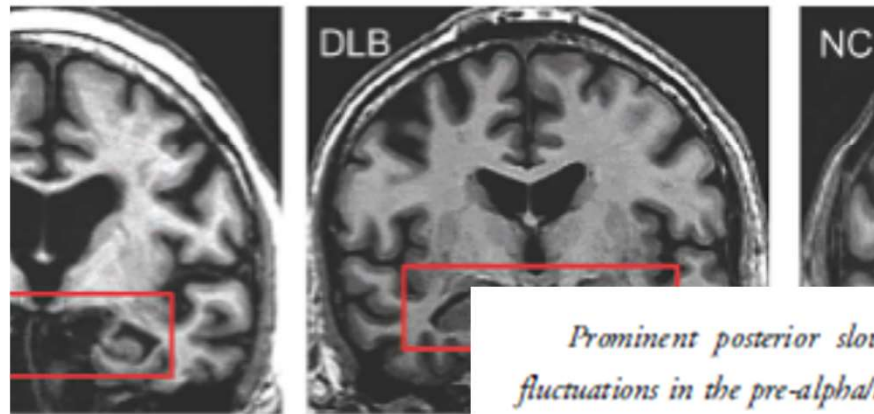 DLB
NC
Prominent posterior
fluctuations in the pre-alpha/